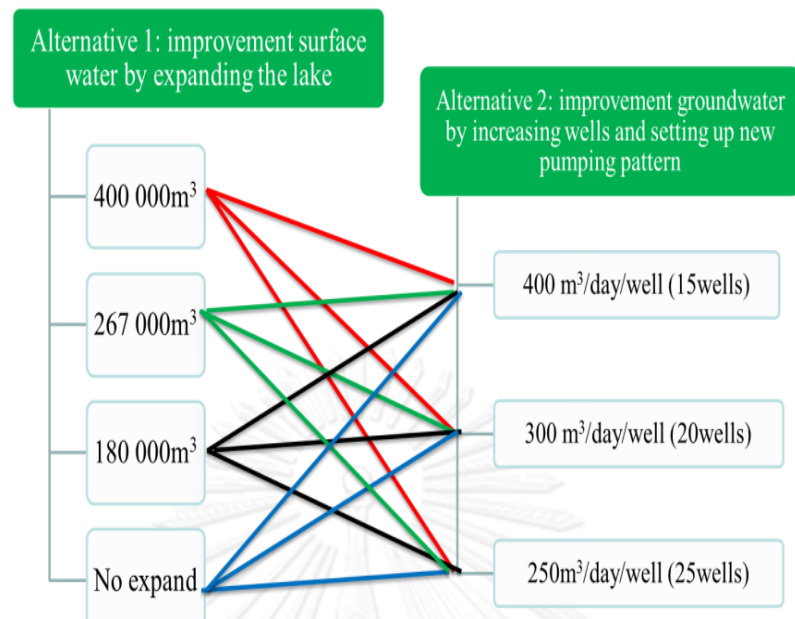 Alternative 1: improvement surface
water by expanding the lake
400 000m³
267 000m³
180 000m³
No expand
Alternative 2: improvement groundwater
by increasing wells and setting up new
pumping pattern
400 m³/day/well (15wells)
300 m³/day/well (20wells)
250m³/day/well (25wells)